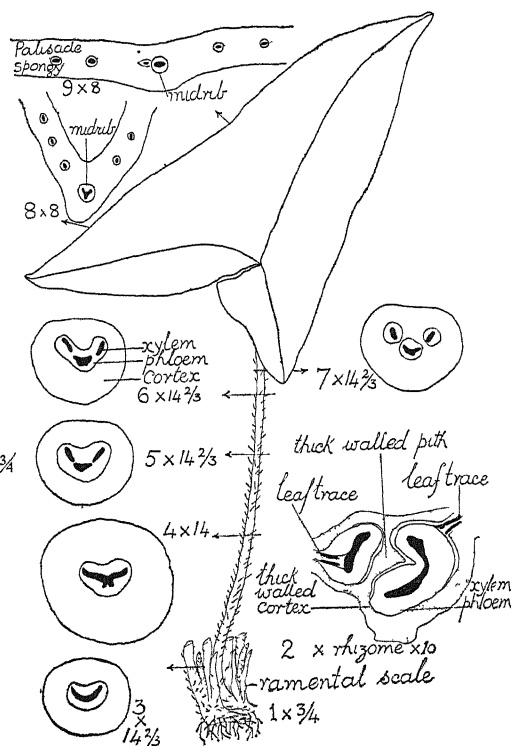 Palisade
spongy
9 x 8
midrib
midrib
8 x 8
xylem
phloem
Cortex
6 x 14 2/3
7 x 14 2/3
3/4
5 x 14 2/3
thick walled pith
leaf trace
leaf trace
4 x 14
thick
walled
cortex
xylem
phloem
2 x rhizome x10
ramental scale
1 x 3/4
3
x
14 2/3